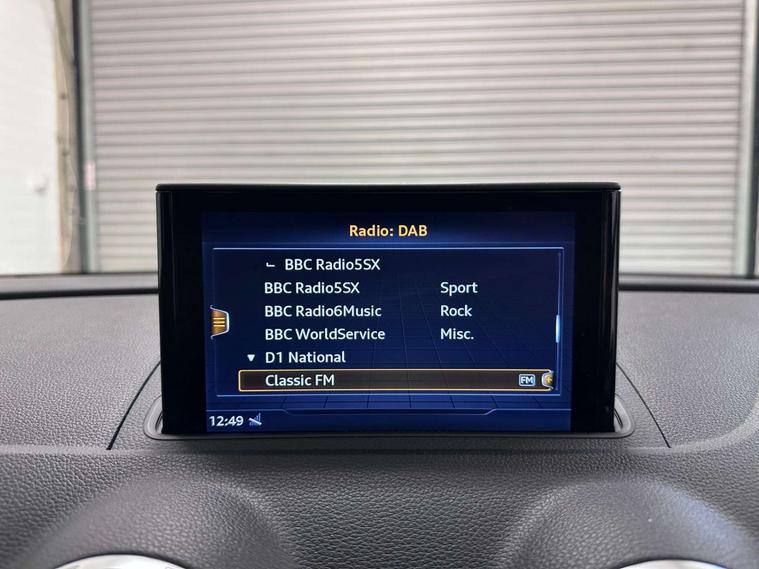 Radio: DAB
BBC Radio5SX
BBC Radio5SX Sport
BBC Radio6Music Rock
BBC WorldService Misc.
D1 National
Classic FM FM
12:49